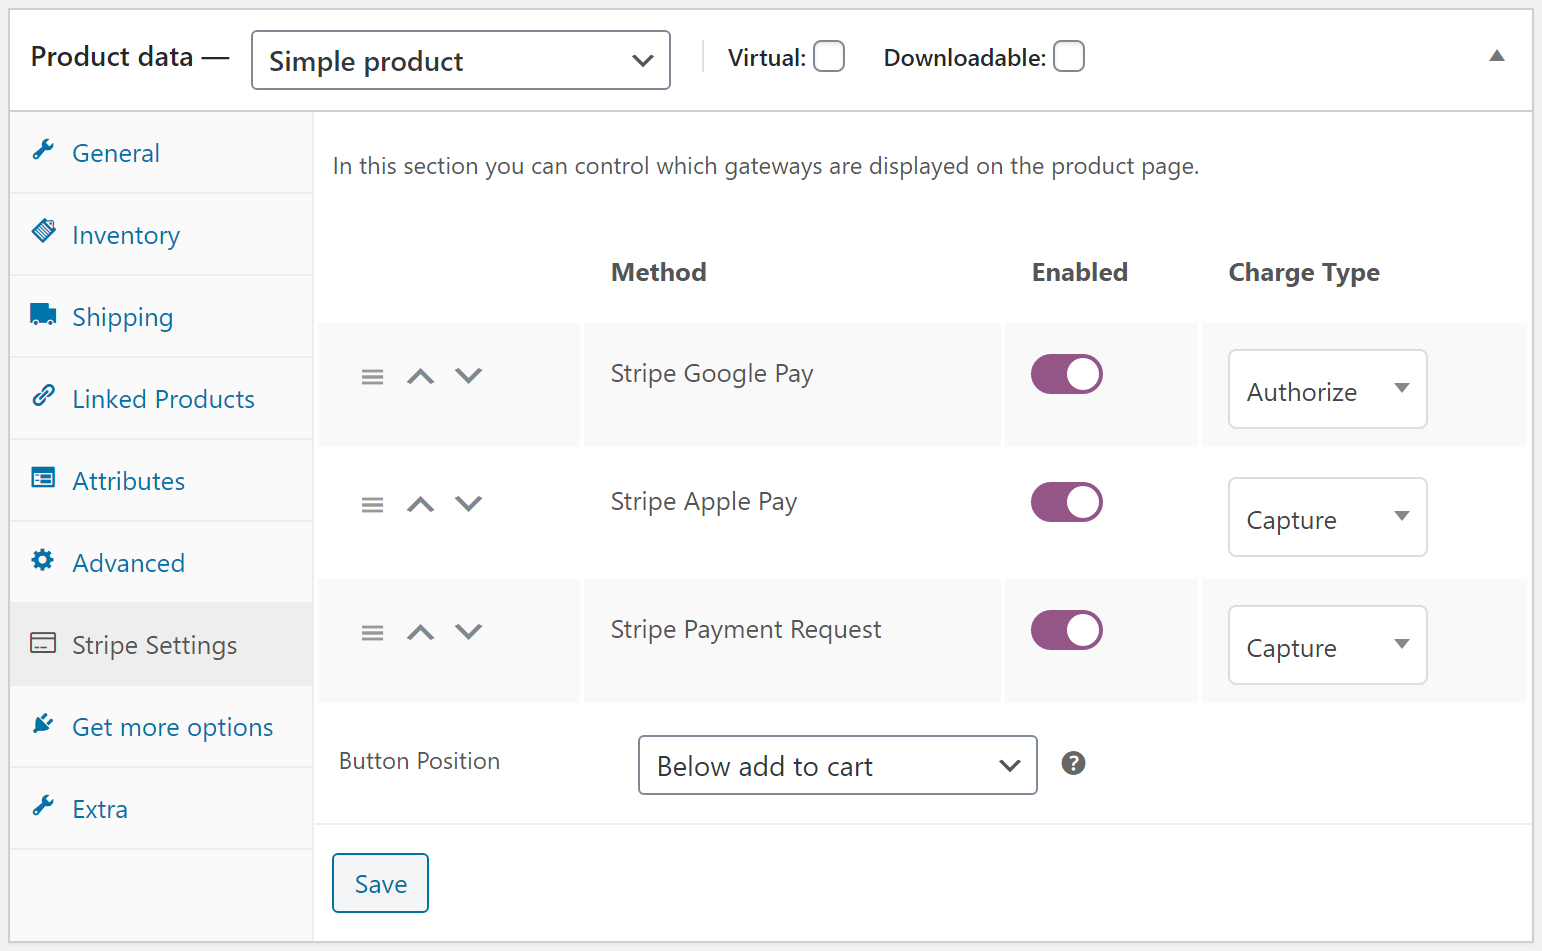 Product data —
Simple product
Virtual:
Downloadable:
General
Inventory
Shipping
Linked Products
Attributes
Advanced
Stripe Settings
Get more options
Extra
In this section you can control which gateways are displayed on the product page.
Method Enabled Charge Type
Stripe Google Pay Authorize
Stripe Apple Pay Capture
Stripe Payment Request Capture
Button Position Below add to cart ?
Save